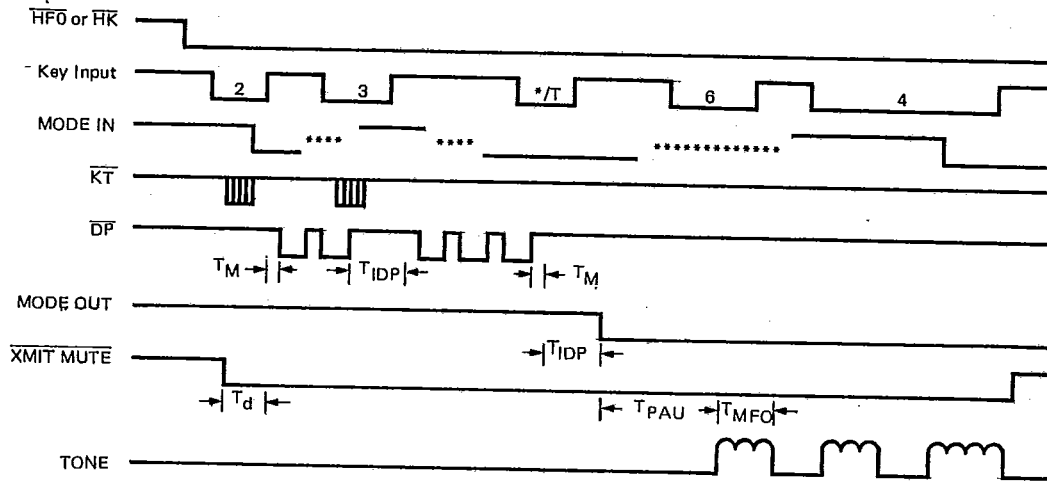 HFO or HK
Key Input
2 3 */T 6 4
MODE IN
**** **** *************
KT
DP
TM TIDP TM
MODE OUT
TIDP
XMIT MUTE
Td TPAU TMFO
TONE